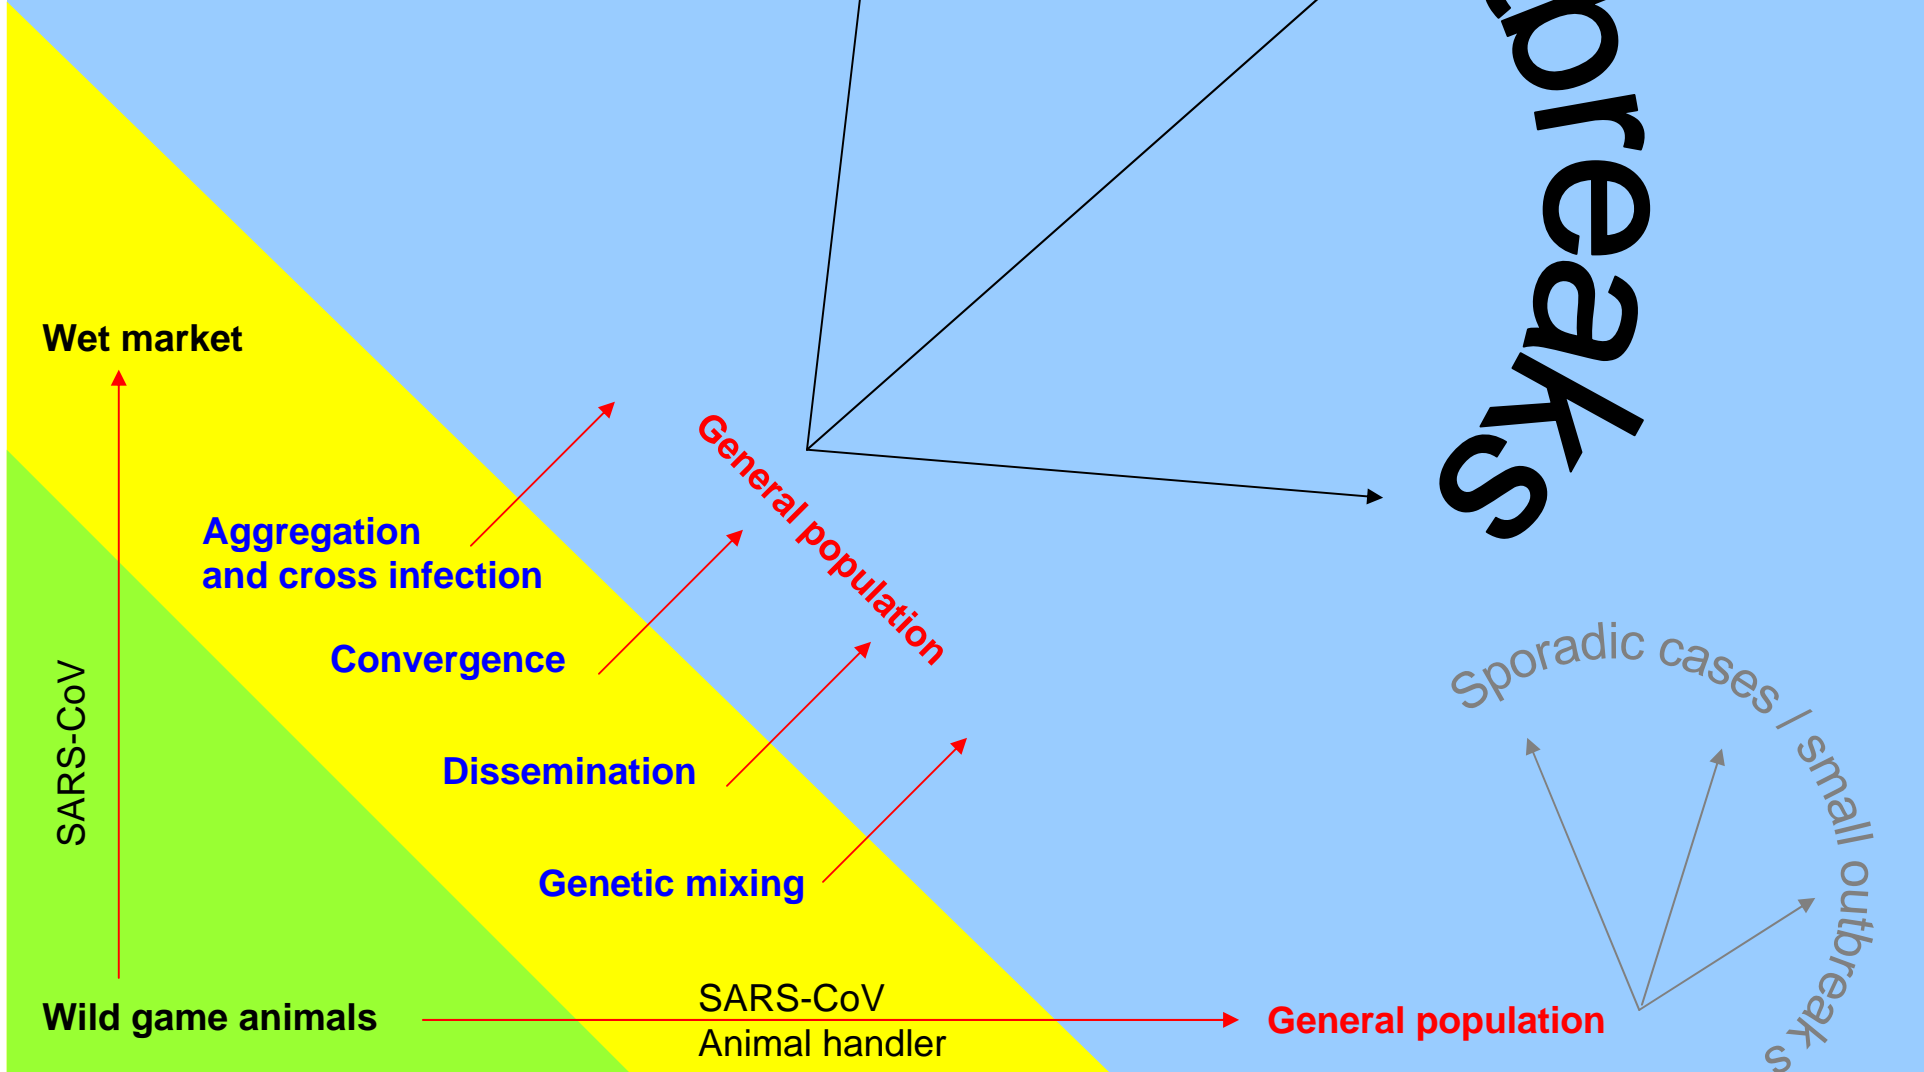 breaks
Wet market
General population
Aggregation
and cross infection
Convergence
SARS-CoV
Dissemination
Sporadic cases / small outbreaks
Genetic mixing
SARS-CoV
Wild game animals
Animal handler
General population